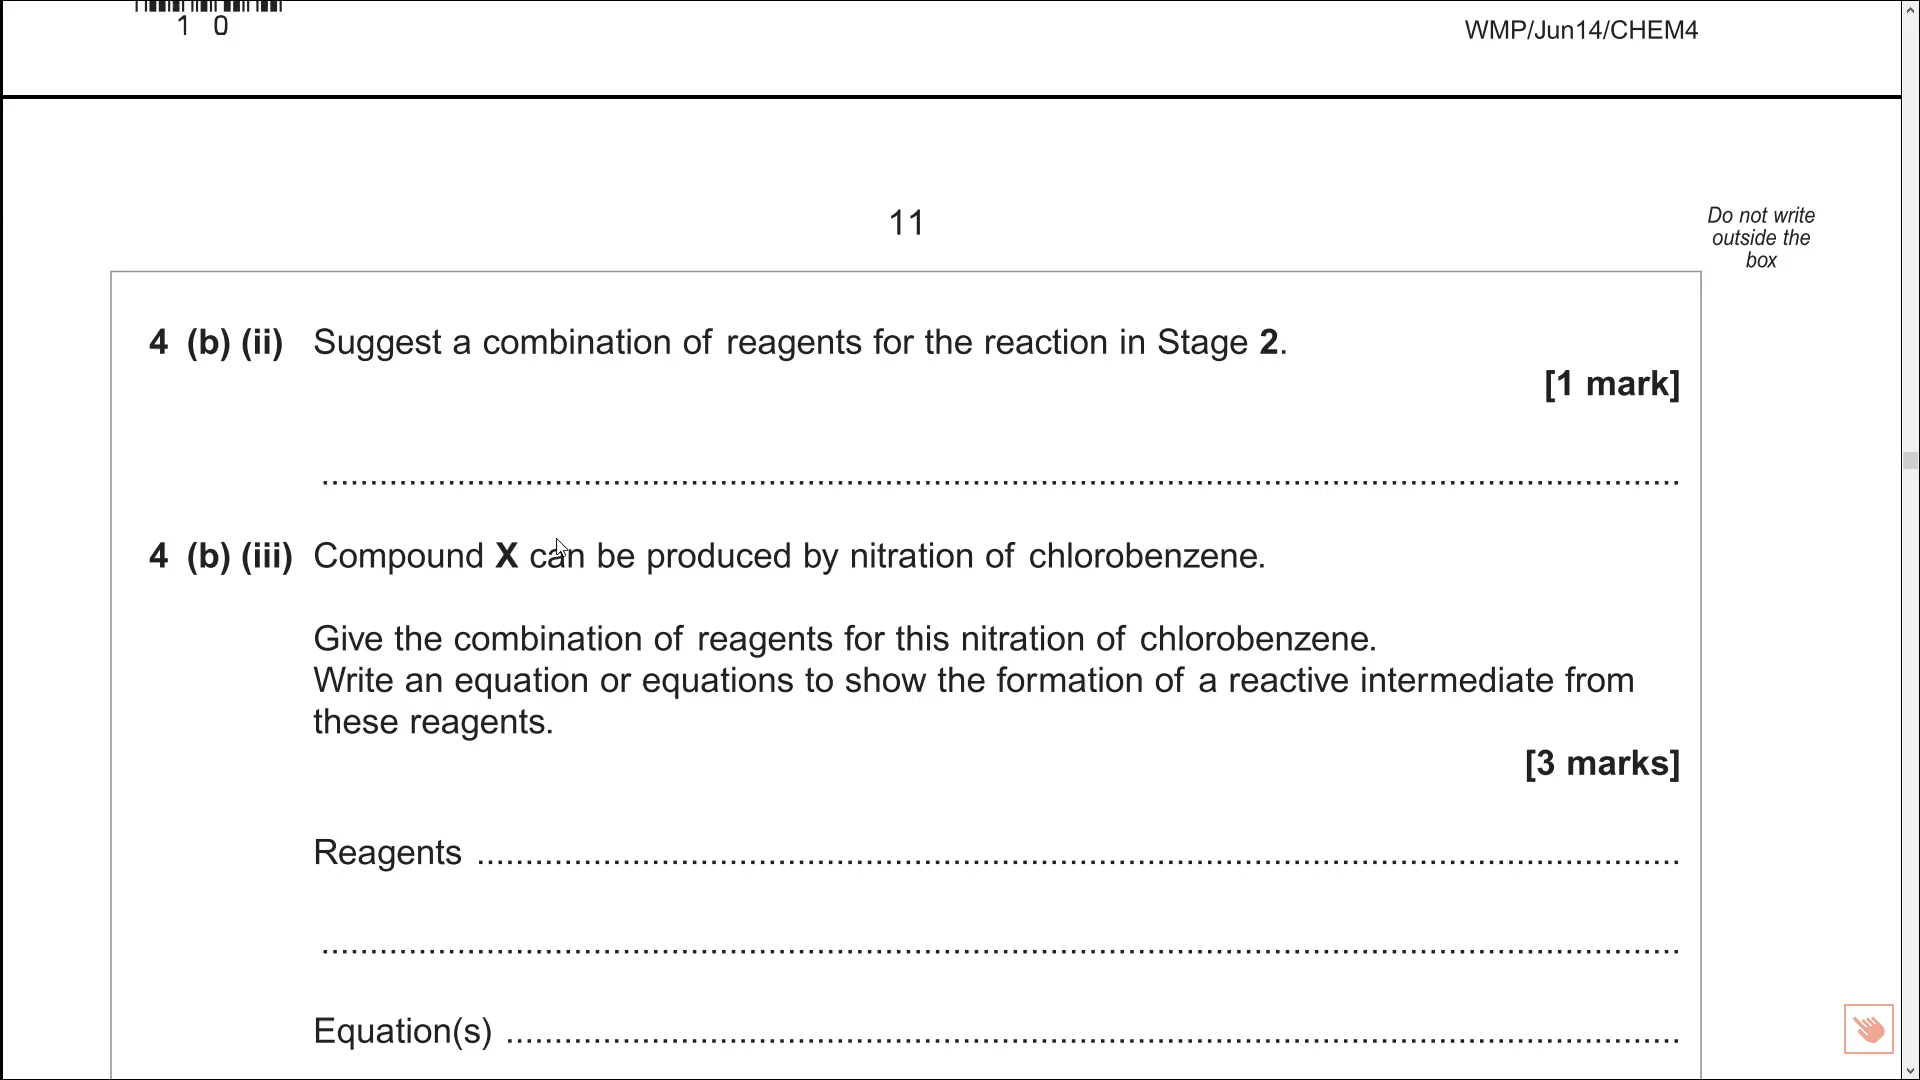 1 0
WMP/Jun14/CHEM4
11
Do not write
outside the
box
4 (b) (ii) Suggest a combination of reagents for the reaction in Stage 2.
[1 mark]
4 (b) (iii) Compound X can be produced by nitration of chlorobenzene.
Give the combination of reagents for this nitration of chlorobenzene.
Write an equation or equations to show the formation of a reactive intermediate from
these reagents.
[3 marks]
Reagents
Equation(s)